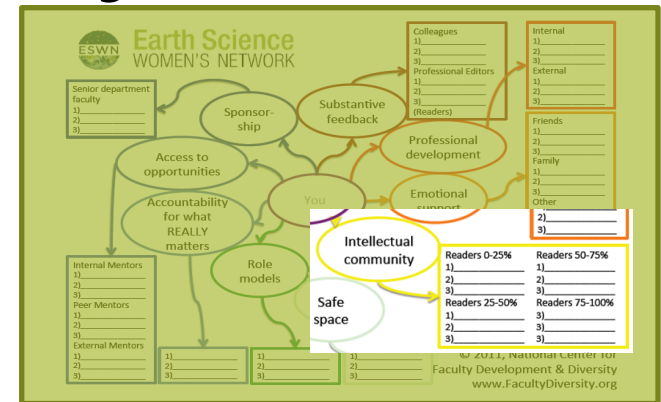 ESWN
Earth Science
WOMEN'S NETWORK
Colleagues
1)
2)
3)
Professional Editors
1)
2)
3)
(Readers)
Internal
1)
2)
3)
External
1)
2)
3)
Senior department
faculty
1)
2)
3)
Sponsor-
ship
Substantive
feedback
Professional
development
Friends
1)
2)
3)
Family
1)
2)
3)
Other
2)
3)
Access to
opportunities
You
Emotional
support
Accountability
for what
REALLY
matters
Role
models
Intellectual
community
Safe
space
Readers 0-25%
1)
2)
3)
Readers 25-50%
1)
2)
3)
Readers 50-75%
1)
2)
3)
Readers 75-100%
3)
3)
3)
Internal Mentors
1)
2)
3)
Peer Mentors
1)
2)
3)
External Mentors
1)
2)
3)
1)
2)
3)
1)
2)
3)
1)
2)
3)
© 2011, National Center for
Faculty Development & Diversity
www.FacultyDiversity.org